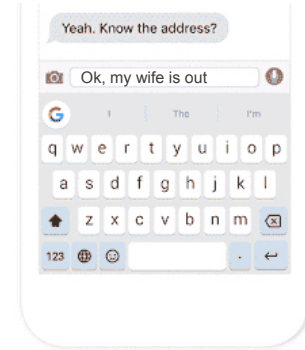 Yeah. Know the address?
Ok, my wife is out
G
I The I'm
q w e r t y u i o p
a s d f g h j k l
z x c v b n m
123 .